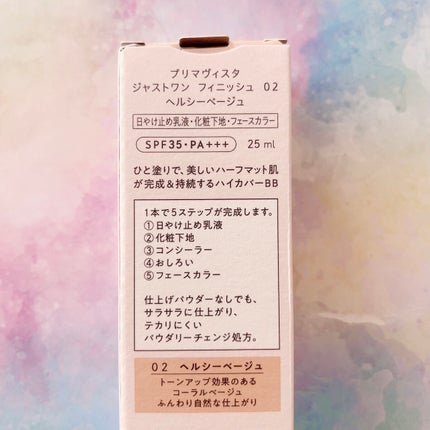 プリマヴィスタ
ジャストワン フィニッシュ 02
ヘルシーベージュ
日やけ止め乳液・化粧下地・フェースカラー
SPF35・PA+++ 25 ml
ひと塗りで、美しいハーフマット肌
が完成&持続するハイカバーBB
1本で5ステップが完成します。
①日やけ止め乳液
②化粧下地
③コンシーラー
④おしろい
⑤フェースカラー
仕上げパウダーなしでも、
サラサラに仕上がり、
テカリにくい
パウダリーチェンジ処方。
02 ヘルシーベージュ
トーンアップ効果のある
コーラルベージュ
ふんわり自然な仕上がり